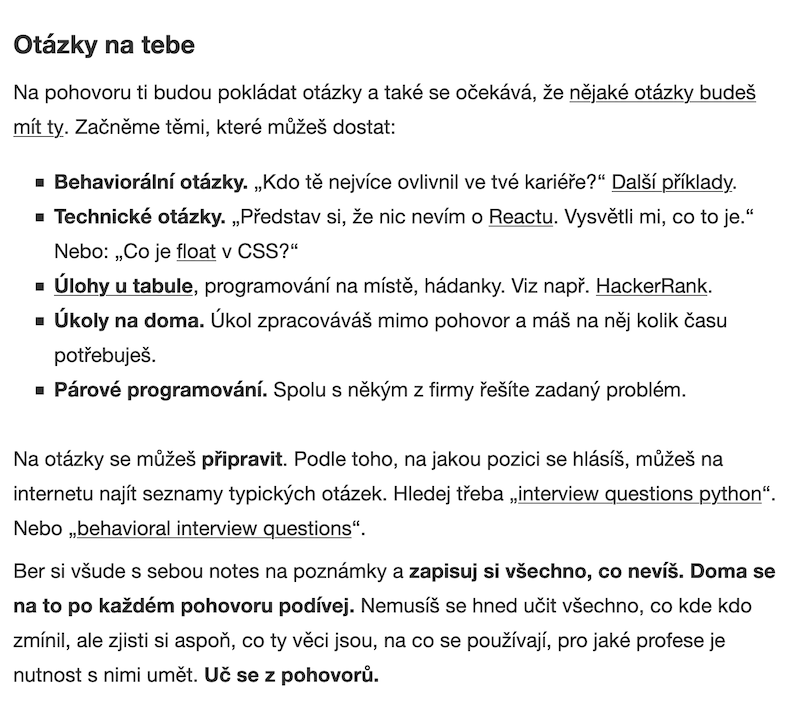 Otázky na tebe
Na pohovoru ti budou pokládat otázky a také se očekává, že nějaké otázky budeš
mít ty. Začněme těmi, které můžeš dostat:
▪ Behaviorální otázky. „Kdo tě nejvíce ovlivnil ve tvé kariéře?“ Další příklady.
▪ Technické otázky. „Představ si, že nic nevím o Reactu. Vysvětli mi, co to je.“
Nebo: „Co je float v CSS?“
▪ Úlohy u tabule, programování na místě, hádanky. Viz např. HackerRank.
▪ Úkoly na doma. Úkol zpracováváš mimo pohovor a máš na něj kolik času
potřebuješ.
▪ Párové programování. Spolu s někým z firmy řešíte zadaný problém.
Na otázky se můžeš připravit. Podle toho, na jakou pozici se hlásíš, můžeš na
internetu najít seznamy typických otázek. Hledej třeba „interview questions python“.
Nebo „behavioral interview questions“.
Ber si všude s sebou notes na poznámky a zapisuj si všechno, co nevíš. Doma se
na to po každém pohovoru podívej. Nemusíš se hned učit všechno, co kde kdo
zmínil, ale zjisti si aspoň, co ty věci jsou, na co se používají, pro jaké profese je
nutnost s nimi umět. Uč se z pohovorů.